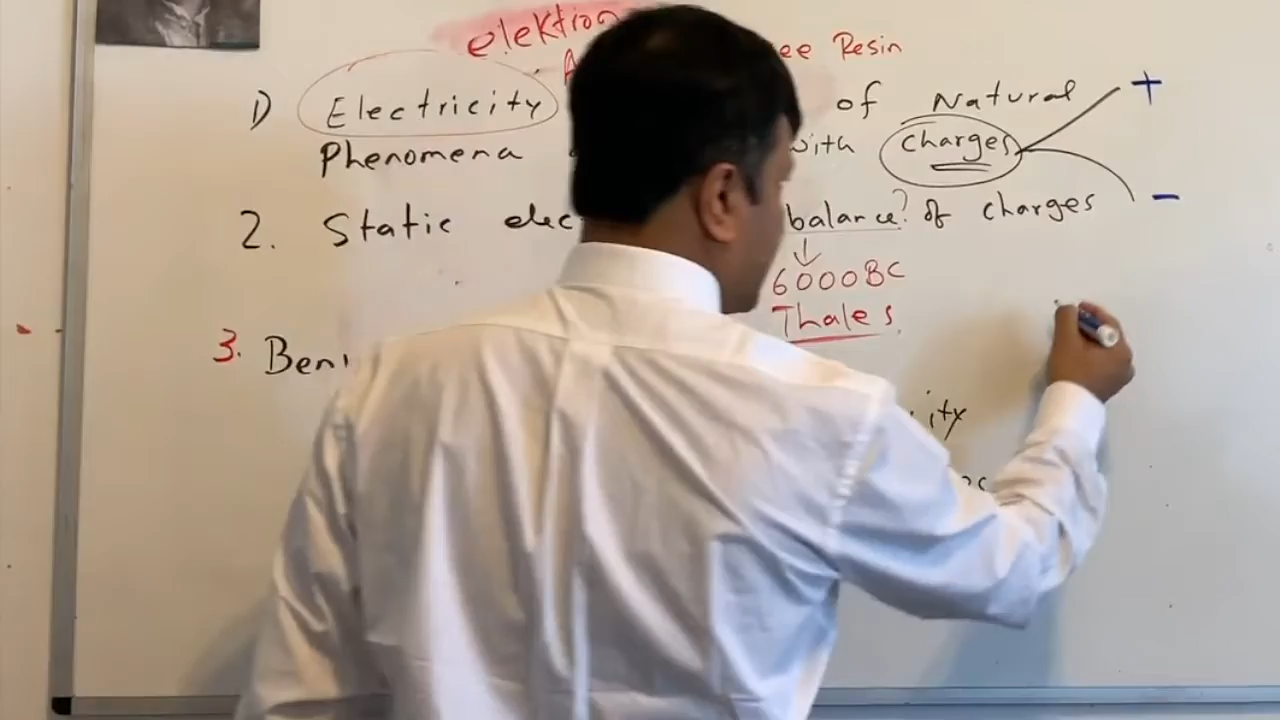 elektron ee Resin
1) Electricity of Natural +
Phenomena with charges
2. Static elec balance? of charges -
6000BC
Thales
3. Beni
ity